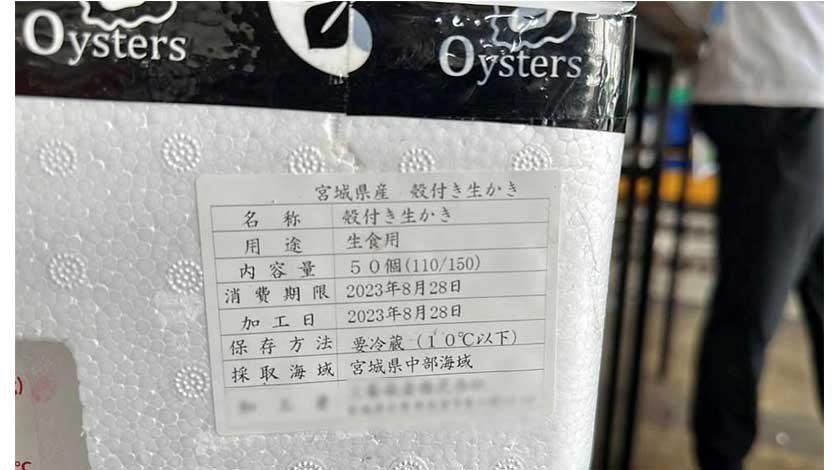 Oysters
Oysters
宮城県産 殻付き生かき
名称 殻付き生かき
用途 生食用
内容量 50個(110/150)
消費期限 2023年8月28日
加工日 2023年8月28日
保存方法 要冷蔵(10℃以下)
採取海域 宮城県中部海域